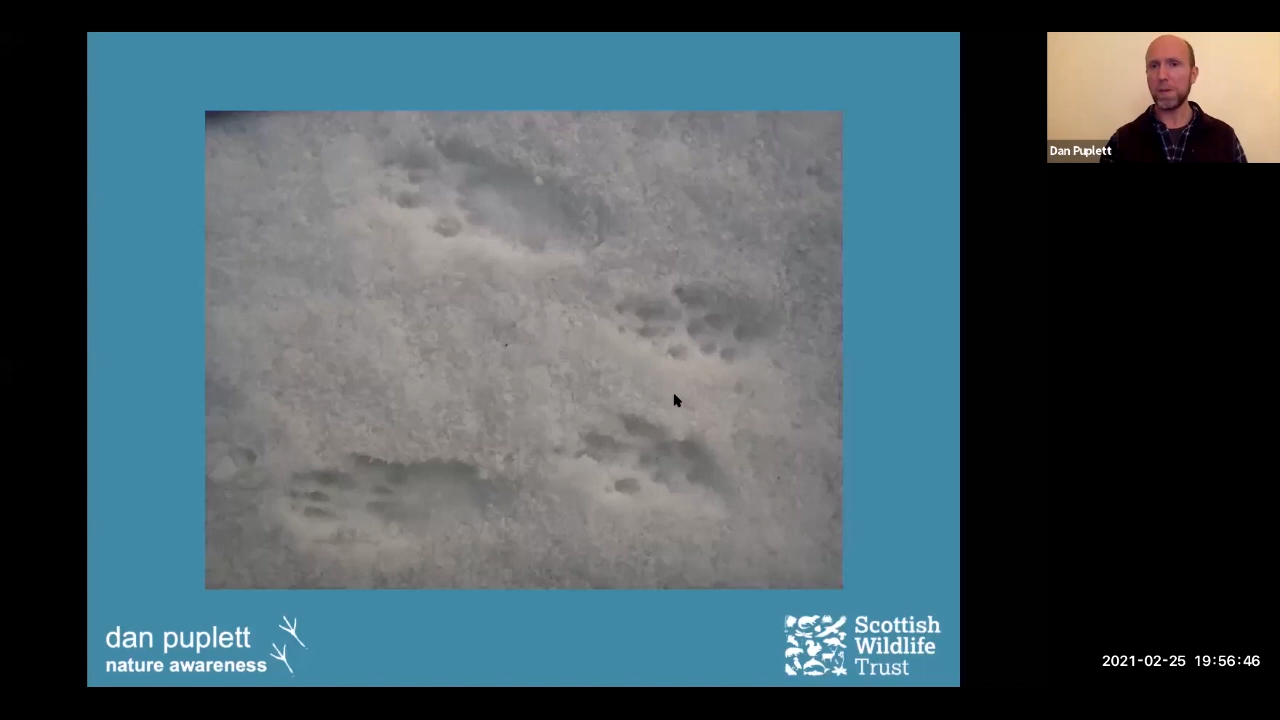 Dan Puplett
dan puplett
nature awareness
Scottish
Wildlife
Trust
2021-02-25 19:56:46